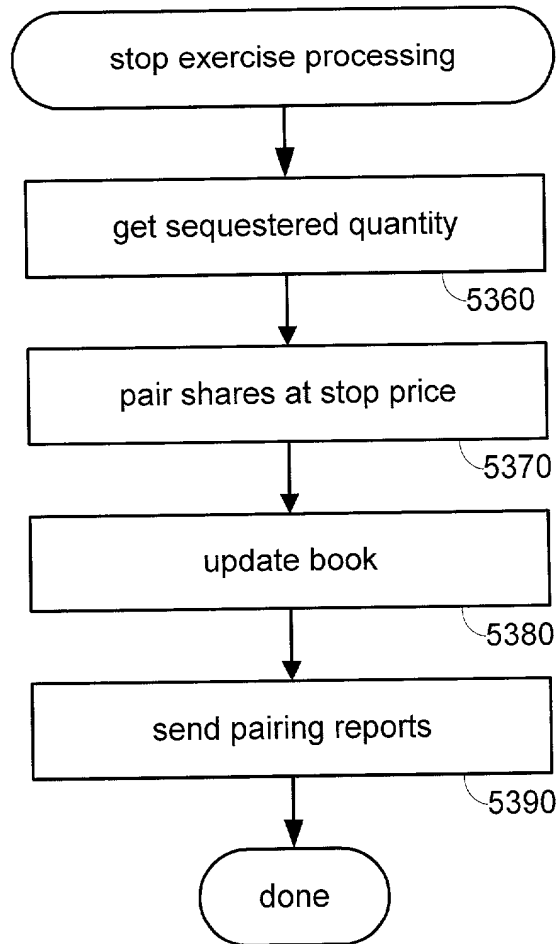 stop exercise processing
get sequestered quantity
5360
pair shares at stop price
5370
update book
5380
send pairing reports
5390
done